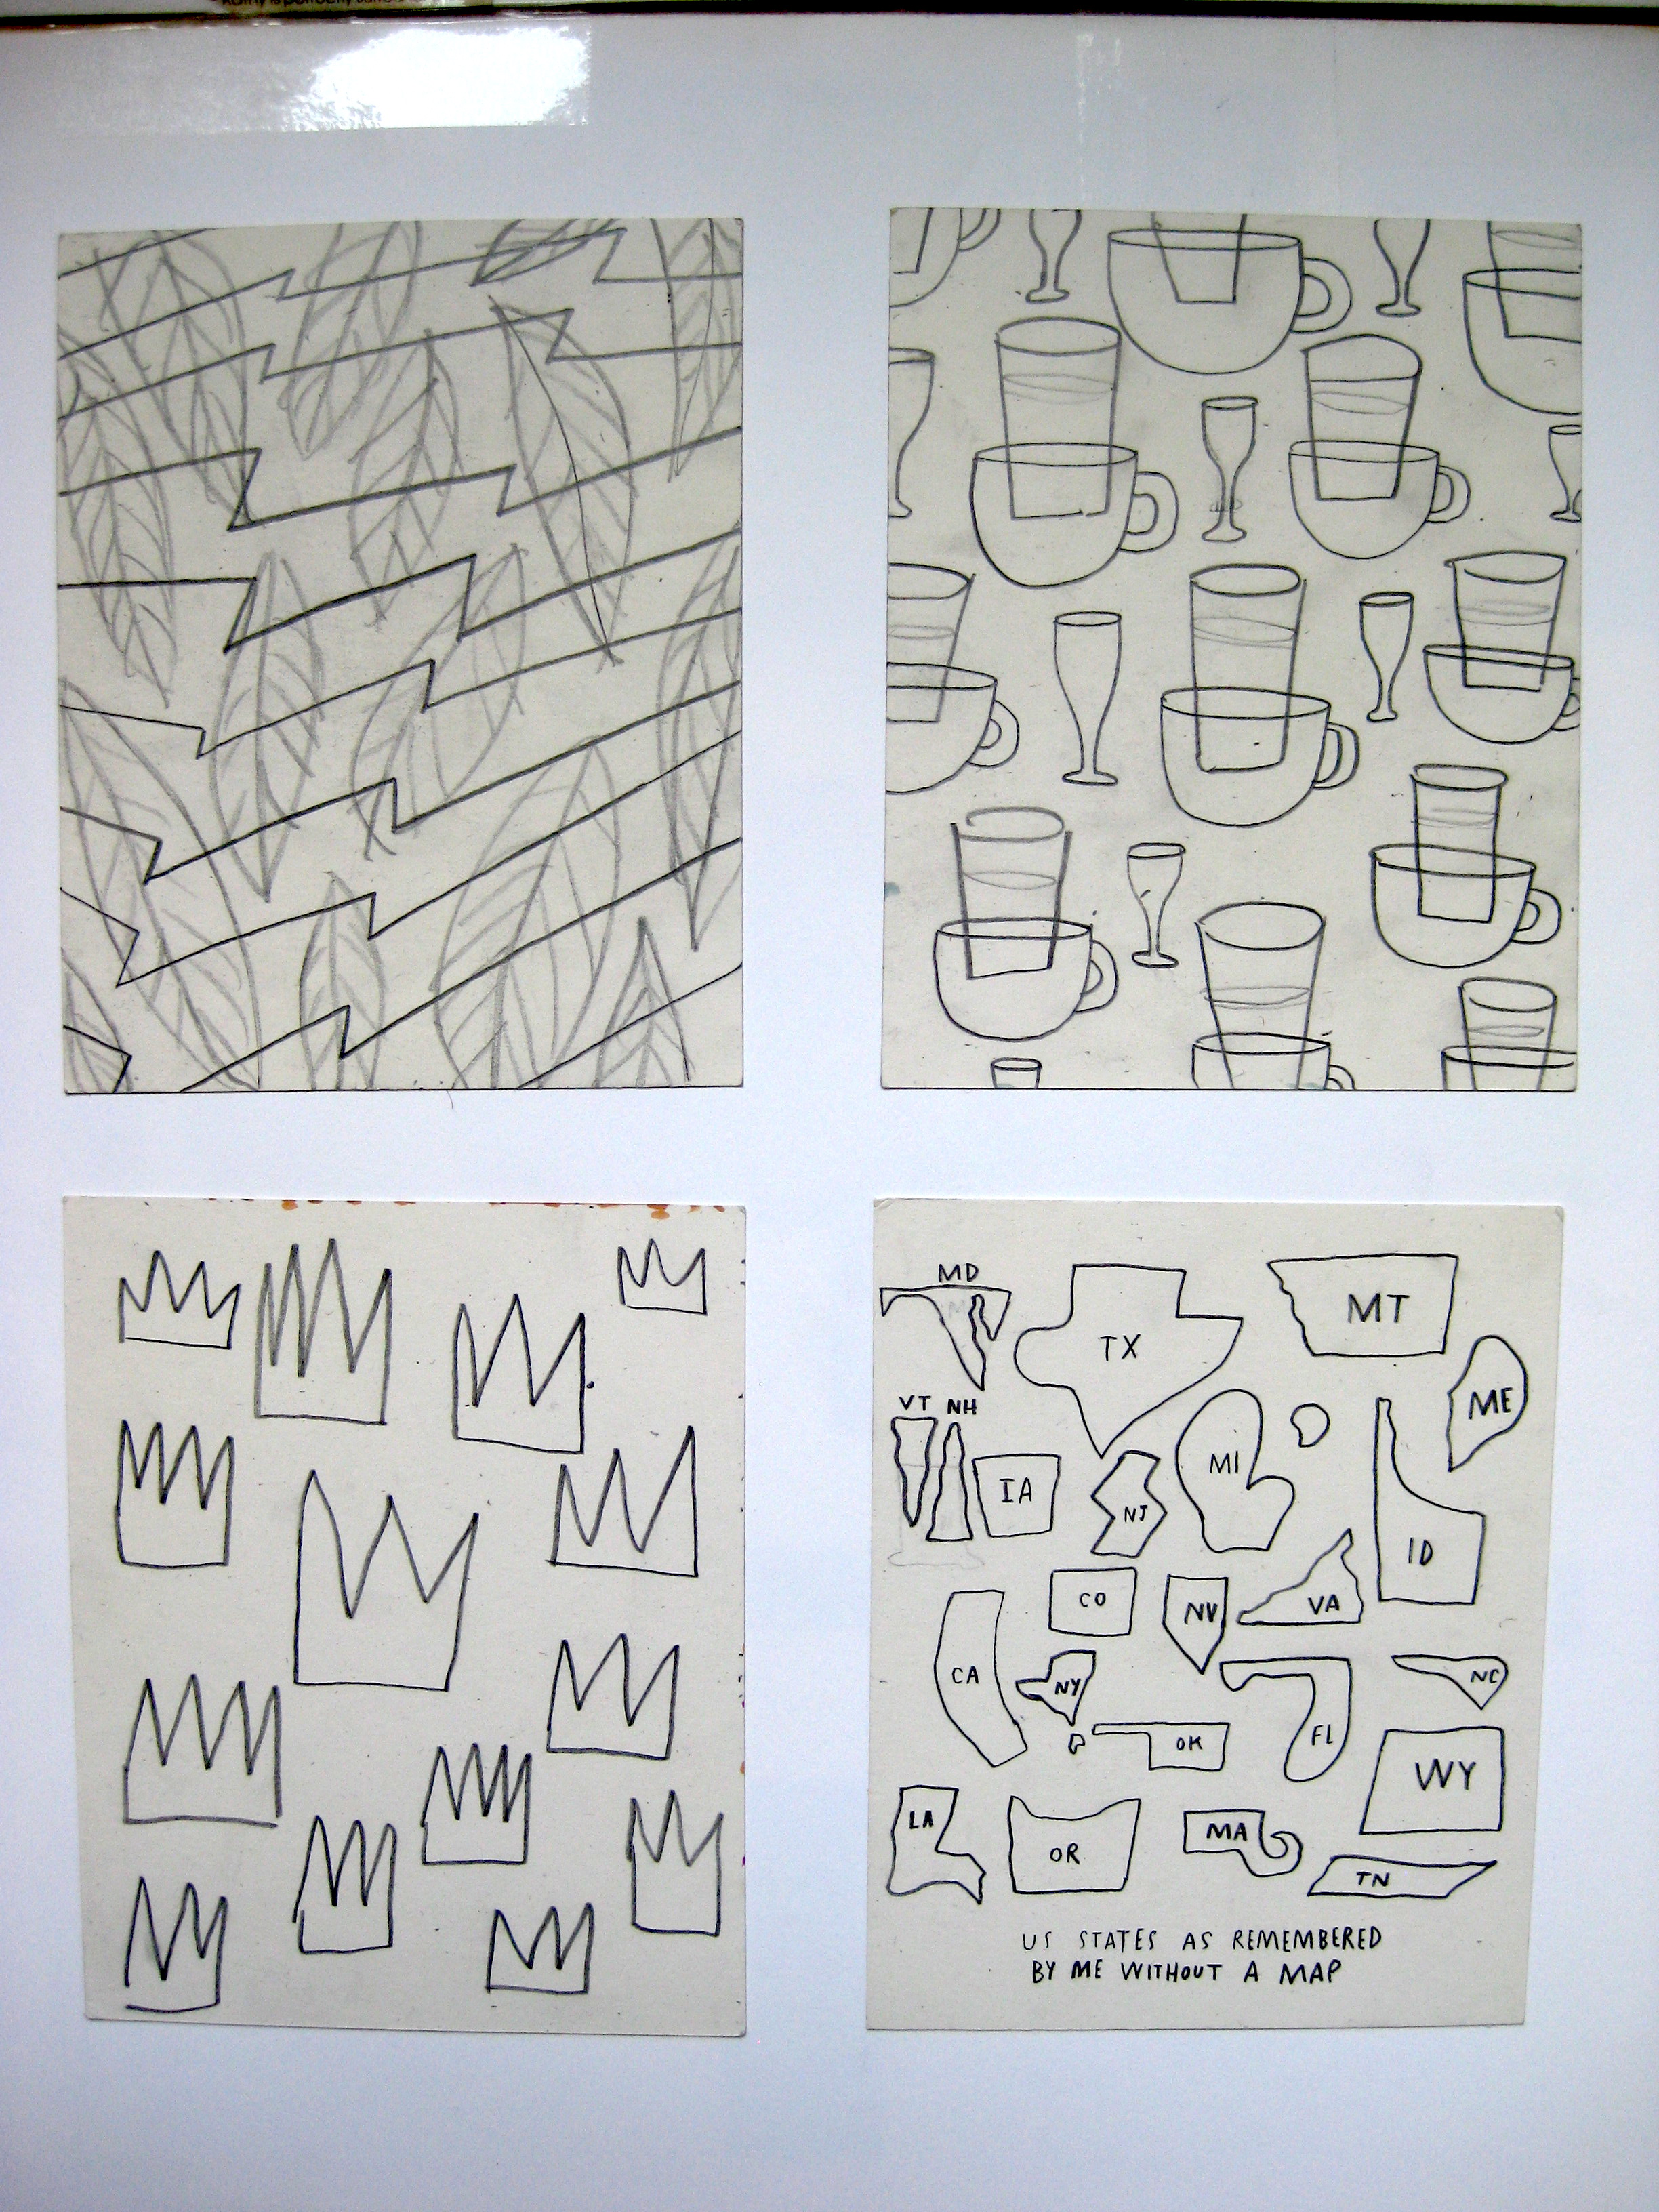 MD
TX
MT
ME
VT NH
IA
NJ
MI
ID
CO
NV
VA
CA
NY
NC
OK
FL
WY
LA
OR
MA
TN
US STATES AS REMEMBERED
BY ME WITHOUT A MAP